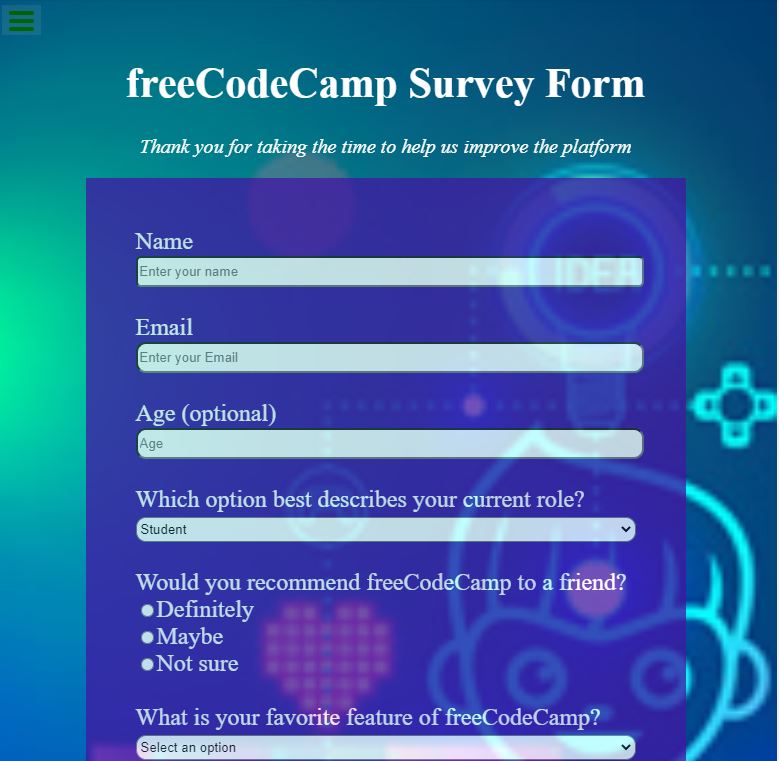 freeCodeCamp Survey Form
Thank you for taking the time to help us improve the platform
Name
Enter your name
IDEA
Email
Enter your Email
Age (optional)
Age
Which option best describes your current role?
Student
Would you recommend freeCodeCamp to a friend?
Definitely
Maybe
Not sure
What is your favorite feature of freeCodeCamp?
Select an option